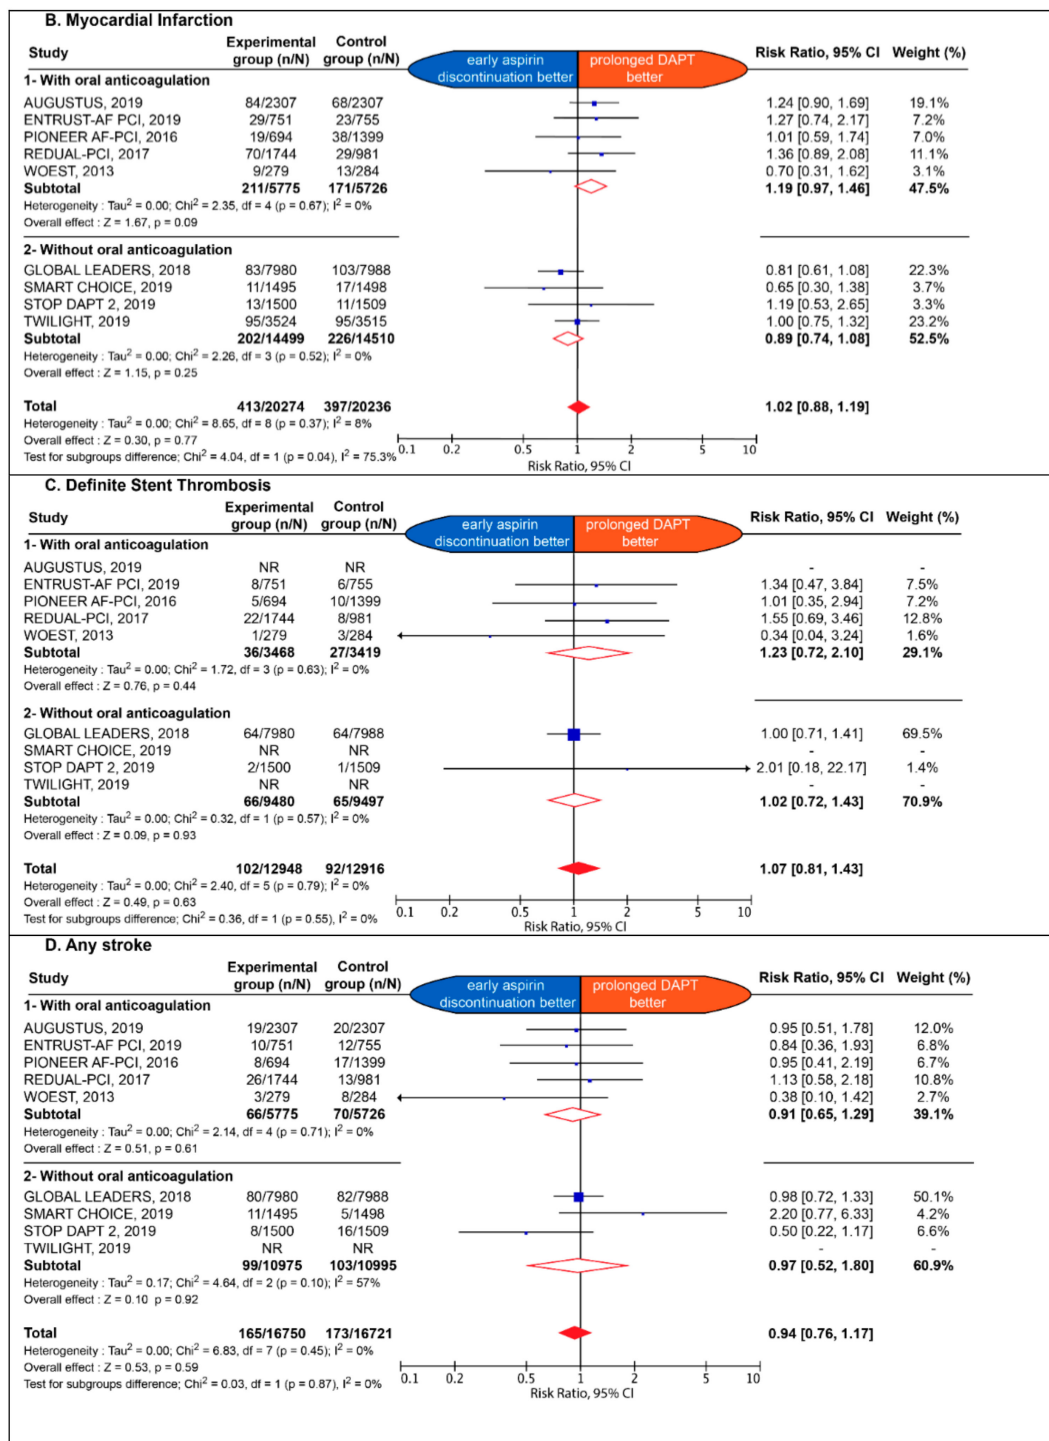 B. Myocardial Infarction
Study Experimental group (n/N) Control group (n/N) early aspirin discontinuation better prolonged DAPT better Risk Ratio, 95% CI Weight (%)
1- With oral anticoagulation
AUGUSTUS, 2019 84/2307 68/2307 1.24 [0.90, 1.69] 19.1%
ENTRUST-AF PCI, 2019 29/751 23/755 1.27 [0.74, 2.17] 7.2%
PIONEER AF-PCI, 2016 19/694 38/1399 1.01 [0.59, 1.74] 7.0%
REDUAL-PCI, 2017 70/1744 29/981 1.36 [0.89, 2.08] 11.1%
WOEST, 2013 9/279 13/284 0.70 [0.31, 1.62] 3.1%
Subtotal 211/5775 171/5726 1.19 [0.97, 1.46] 47.5%
Heterogeneity : Tau² = 0.00; Chi² = 2.35, df = 4 (p = 0.67); I² = 0%
Overall effect : Z = 1.67, p = 0.09
2- Without oral anticoagulation
GLOBAL LEADERS, 2018 83/7980 103/7988 0.81 [0.61, 1.08] 22.3%
SMART CHOICE, 2019 11/1495 17/1498 0.65 [0.30, 1.38] 3.7%
STOP DAPT 2, 2019 13/1500 11/1509 1.19 [0.53, 2.65] 3.3%
TWILIGHT, 2019 95/3524 95/3515 1.00 [0.75, 1.32] 23.2%
Subtotal 202/14499 226/14510 0.89 [0.74, 1.08] 52.5%
Heterogeneity : Tau² = 0.00; Chi² = 2.26, df = 3 (p = 0.52); I² = 0%
Overall effect : Z = 1.15, p = 0.25
Total 413/20274 397/20236 1.02 [0.88, 1.19]
Heterogeneity : Tau² = 0.00; Chi² = 8.65, df = 8 (p = 0.37); I² = 8%
Overall effect : Z = 0.30, p = 0.77
Test for subgroups difference; Chi² = 4.04, df = 1 (p = 0.04), I² = 75.3%
0.1 0.2 0.5 1 2 5 10
Risk Ratio, 95% CI
C. Definite Stent Thrombosis
Study Experimental group (n/N) Control group (n/N) early aspirin discontinuation better prolonged DAPT better Risk Ratio, 95% CI Weight (%)
1- With oral anticoagulation
AUGUSTUS, 2019 NR NR - -
ENTRUST-AF PCI, 2019 8/751 6/755 1.34 [0.47, 3.84] 7.5%
PIONEER AF-PCI, 2016 5/694 10/1399 1.01 [0.35, 2.94] 7.2%
REDUAL-PCI, 2017 22/1744 8/981 1.55 [0.69, 3.46] 12.8%
WOEST, 2013 1/279 3/284 0.34 [0.04, 3.24] 1.6%
Subtotal 36/3468 27/3419 1.23 [0.72, 2.10] 29.1%
Heterogeneity : Tau² = 0.00; Chi² = 1.72, df = 3 (p = 0.63); I² = 0%
Overall effect : Z = 0.76, p = 0.44
2- Without oral anticoagulation
GLOBAL LEADERS, 2018 64/7980 64/7988 1.00 [0.71, 1.41] 69.5%
SMART CHOICE, 2019 NR NR - -
STOP DAPT 2, 2019 2/1500 1/1509 2.01 [0.18, 22.17] 1.4%
TWILIGHT, 2019 NR NR - -
Subtotal 66/9480 65/9497 1.02 [0.72, 1.43] 70.9%
Heterogeneity : Tau² = 0.00; Chi² = 0.32, df = 1 (p = 0.57); I² = 0%
Overall effect : Z = 0.09, p = 0.93
Total 102/12948 92/12916 1.07 [0.81, 1.43]
Heterogeneity : Tau² = 0.00; Chi² = 2.40, df = 5 (p = 0.79); I² = 0%
Overall effect : Z = 0.49, p = 0.63
Test for subgroups difference; Chi² = 0.36, df = 1 (p = 0.55), I² = 0%
0.1 0.2 0.5 1 2 5 10
Risk Ratio, 95% CI
D. Any stroke
Study Experimental group (n/N) Control group (n/N) early aspirin discontinuation better prolonged DAPT better Risk Ratio, 95% CI Weight (%)
1- With oral anticoagulation
AUGUSTUS, 2019 19/2307 20/2307 0.95 [0.51, 1.78] 12.0%
ENTRUST-AF PCI, 2019 10/751 12/755 0.84 [0.36, 1.93] 6.8%
PIONEER AF-PCI, 2016 8/694 17/1399 0.95 [0.41, 2.19] 6.7%
REDUAL-PCI, 2017 26/1744 13/981 1.13 [0.58, 2.18] 10.8%
WOEST, 2013 3/279 8/284 0.38 [0.10, 1.42] 2.7%
Subtotal 66/5775 70/5726 0.91 [0.65, 1.29] 39.1%
Heterogeneity : Tau² = 0.00; Chi² = 2.14, df = 4 (p = 0.71); I² = 0%
Overall effect : Z = 0.51, p = 0.61
2- Without oral anticoagulation
GLOBAL LEADERS, 2018 80/7980 82/7988 0.98 [0.72, 1.33] 50.1%
SMART CHOICE, 2019 11/1495 5/1498 2.20 [0.77, 6.33] 4.2%
STOP DAPT 2, 2019 8/1500 16/1509 0.50 [0.22, 1.17] 6.6%
TWILIGHT, 2019 NR NR - -
Subtotal 99/10975 103/10995 0.97 [0.52, 1.80] 60.9%
Heterogeneity : Tau² = 0.17; Chi² = 4.64, df = 2 (p = 0.10); I² = 57%
Overall effect : Z = 0.10 p = 0.92
Total 165/16750 173/16721 0.94 [0.76, 1.17]
Heterogeneity : Tau² = 0.00; Chi² = 6.83, df = 7 (p = 0.45); I² = 0%
Overall effect : Z = 0.53, p = 0.59
Test for subgroups difference; Chi² = 0.03, df = 1 (p = 0.87), I² = 0%
0.1 0.2 0.5 1 2 5 10
Risk Ratio, 95% CI